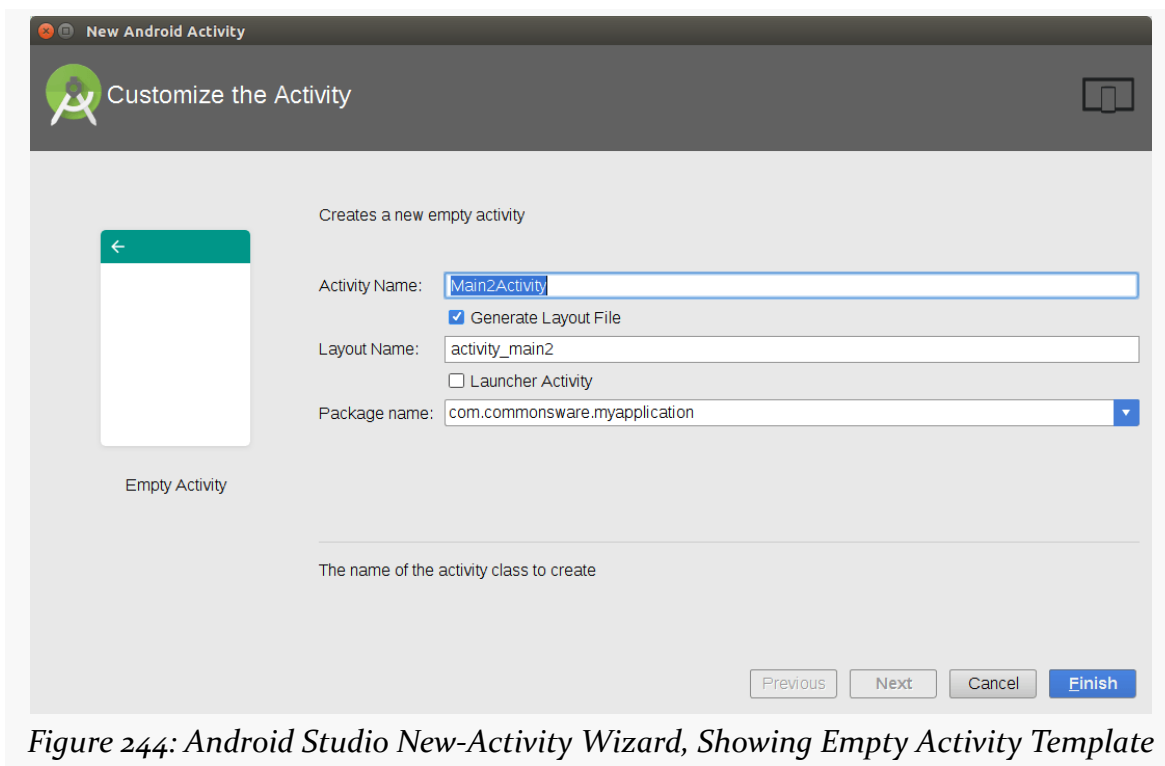 New Android Activity
Customize the Activity
Creates a new empty activity
Activity Name: Main2Activity
Generate Layout File
Layout Name: activity_main2
Launcher Activity
Package name: com.commonsware.myapplication
Empty Activity
The name of the activity class to create
Previous Next Cancel Finish
Figure 244: Android Studio New-Activity Wizard, Showing Empty Activity Template